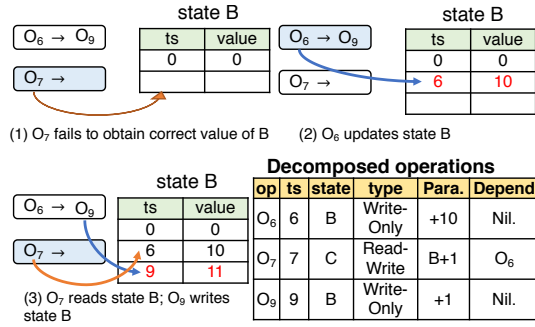 state B
O₆ → O₉
O₇ →
ts value
0 0
(1) O₇ fails to obtain correct value of B
state B
O₆ → O₉
O₇ →
ts value
0 0
6 10
(2) O₆ updates state B
state B
O₆ → O₉
O₇ →
ts value
0 0
6 10
9 11
(3) O₇ reads state B; O₉ writes
state B
Decomposed operations
op ts state type Para. Depend
O₆ 6 B Write-Only +10 Nil.
O₇ 7 C Read-Write B+1 O₆
O₉ 9 B Write-Only +1 Nil.